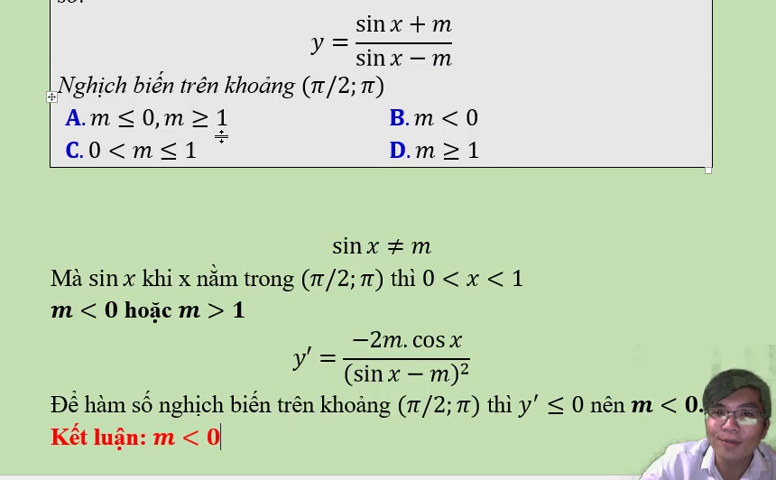 y = (sin x + m)/(sin x − m)
Nghịch biến trên khoảng (π/2; π)
A. m ≤ 0, m ≥ 1 B. m < 0
C. 0 < m ≤ 1 D. m ≥ 1
sin x ≠ m
Mà sin x khi x nằm trong (π/2; π) thì 0 < x < 1
m < 0 hoặc m > 1
y′ = (−2m. cos x)/(sin x − m)²
Để hàm số nghịch biến trên khoảng (π/2; π) thì y′ ≤ 0 nên m < 0.
Kết luận: m < 0